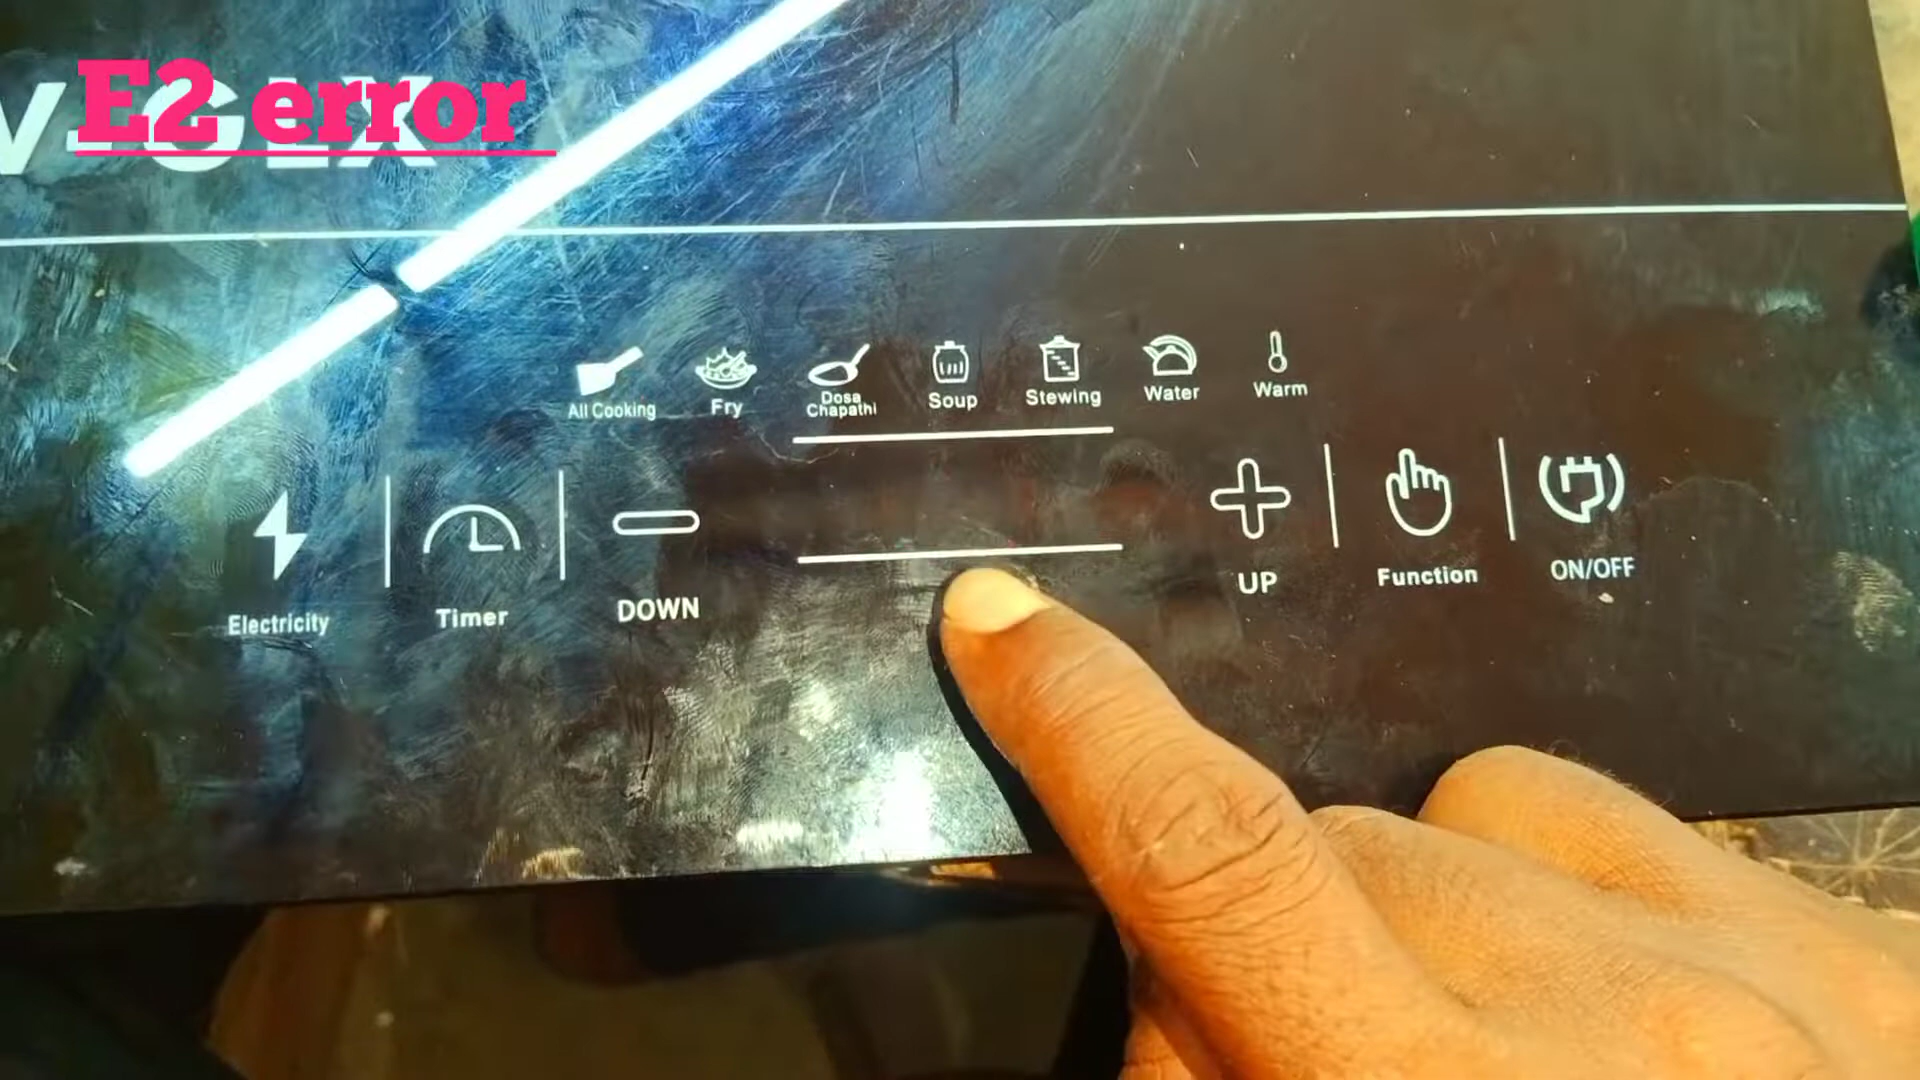 E2 error
All Cooking
Fry
Dosa
Chapathi
Soup
Stewing
Water
Warm
Electricity
Timer
DOWN
UP
Function
ON/OFF